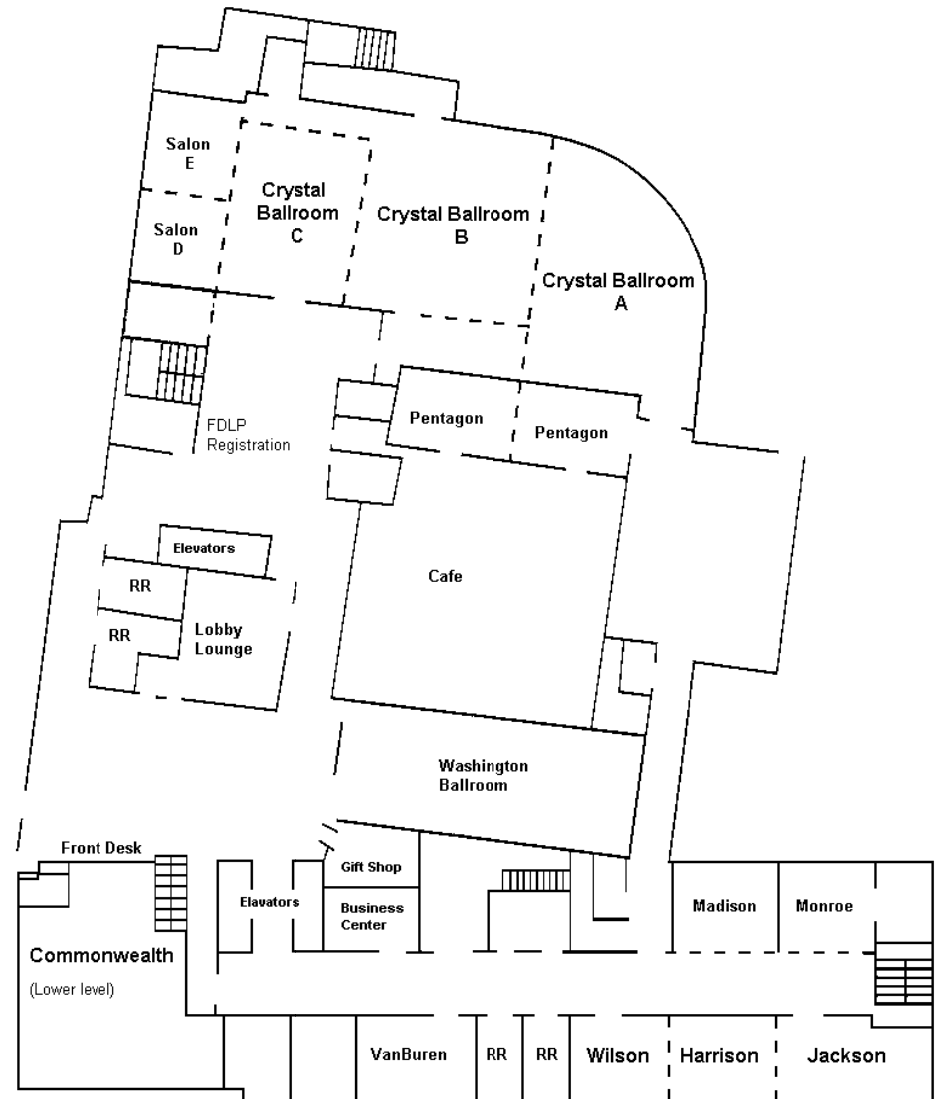 Salon
E
Crystal
Ballroom
C
Crystal Ballroom
B
Salon
D
Crystal Ballroom
A
Pentagon
Pentagon
FDLP
Registration
Elevators
RR
Cafe
RR
Lobby
Lounge
Washington
Ballroom
Front Desk
Gift Shop
Elavators
Business
Center
Madison
Monroe
Commonwealth
(Lower level)
VanBuren
RR
RR
Wilson
Harrison
Jackson